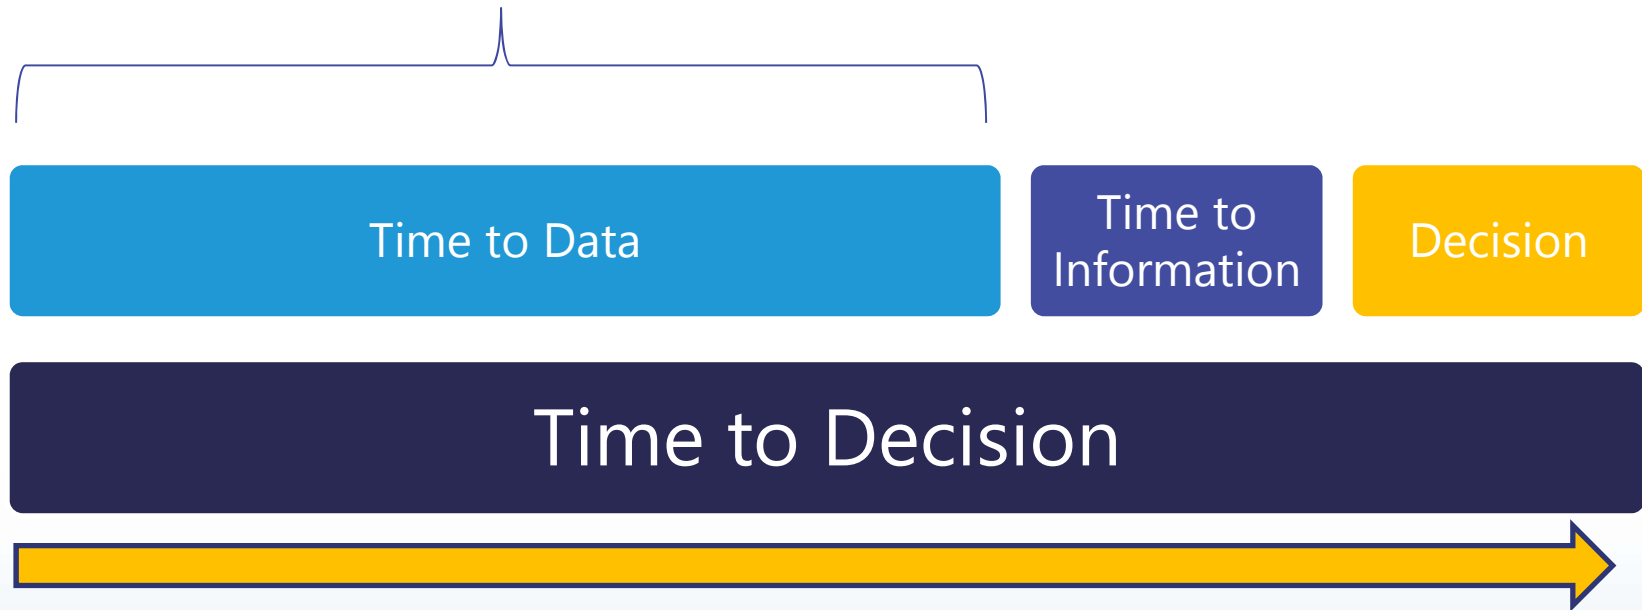 Time to Data
Time to
Information
Decision
Time to Decision